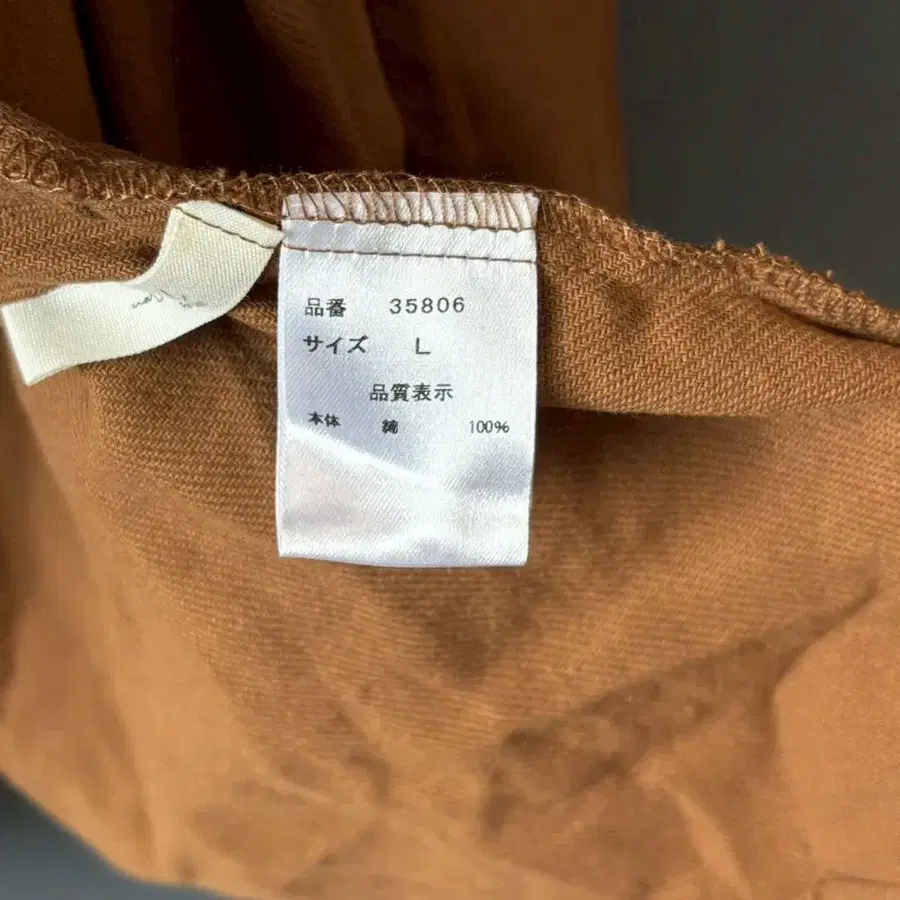 品番 35806
サイズ L
品質表示
本体 綿 100%